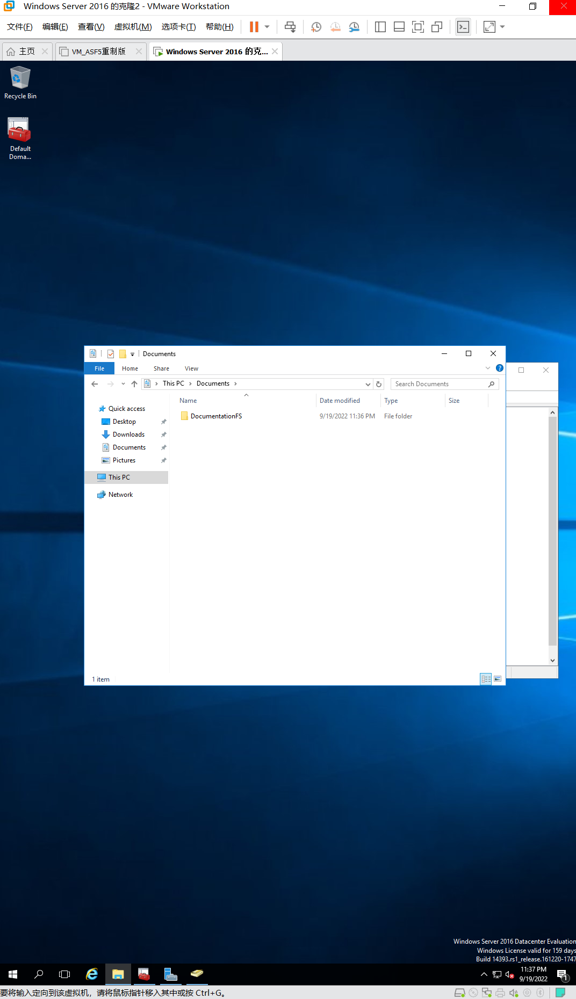 Windows Server 2016 的克隆2 - VMware Workstation
文件(F) 编辑(E) 查看(V) 虚拟机(M) 选项卡(T) 帮助(H)
主页 VM_ASF5重制版 Windows Server 2016 的克...
Recycle Bin
Default
Doma...
Documents
File Home Share View
This PC Documents Search Documents
Name Date modified Type Size
DocumentationFS 9/19/2022 11:36 PM File folder
Quick access
Desktop
Downloads
Documents
Pictures
This PC
Network
1 item
Windows Server 2016 Datacenter Evaluation
Windows License valid for 159 days
Build 14393.rs1_release.161220-1747
11:37 PM
9/19/2022
1
要将输入定向到该虚拟机，请将鼠标指针移入其中或按 Ctrl+G。